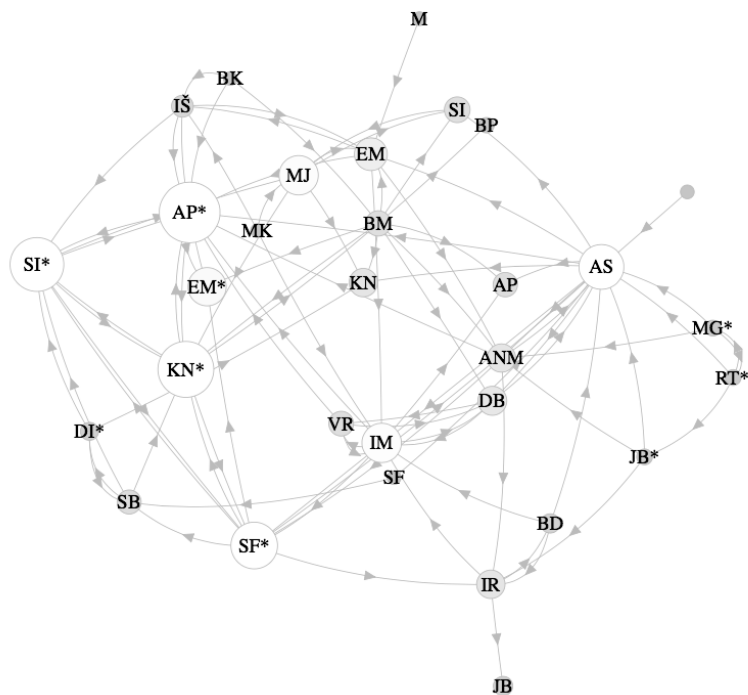 M
BK
IŠ
SI
BP
EM
MJ
AP*
BM
MK
SI*
AS
EM*
KN
AP
MG*
ANM
KN*
RT*
DB
VR
DI*
IM
JB*
SF
SB
BD
SF*
IR
JB